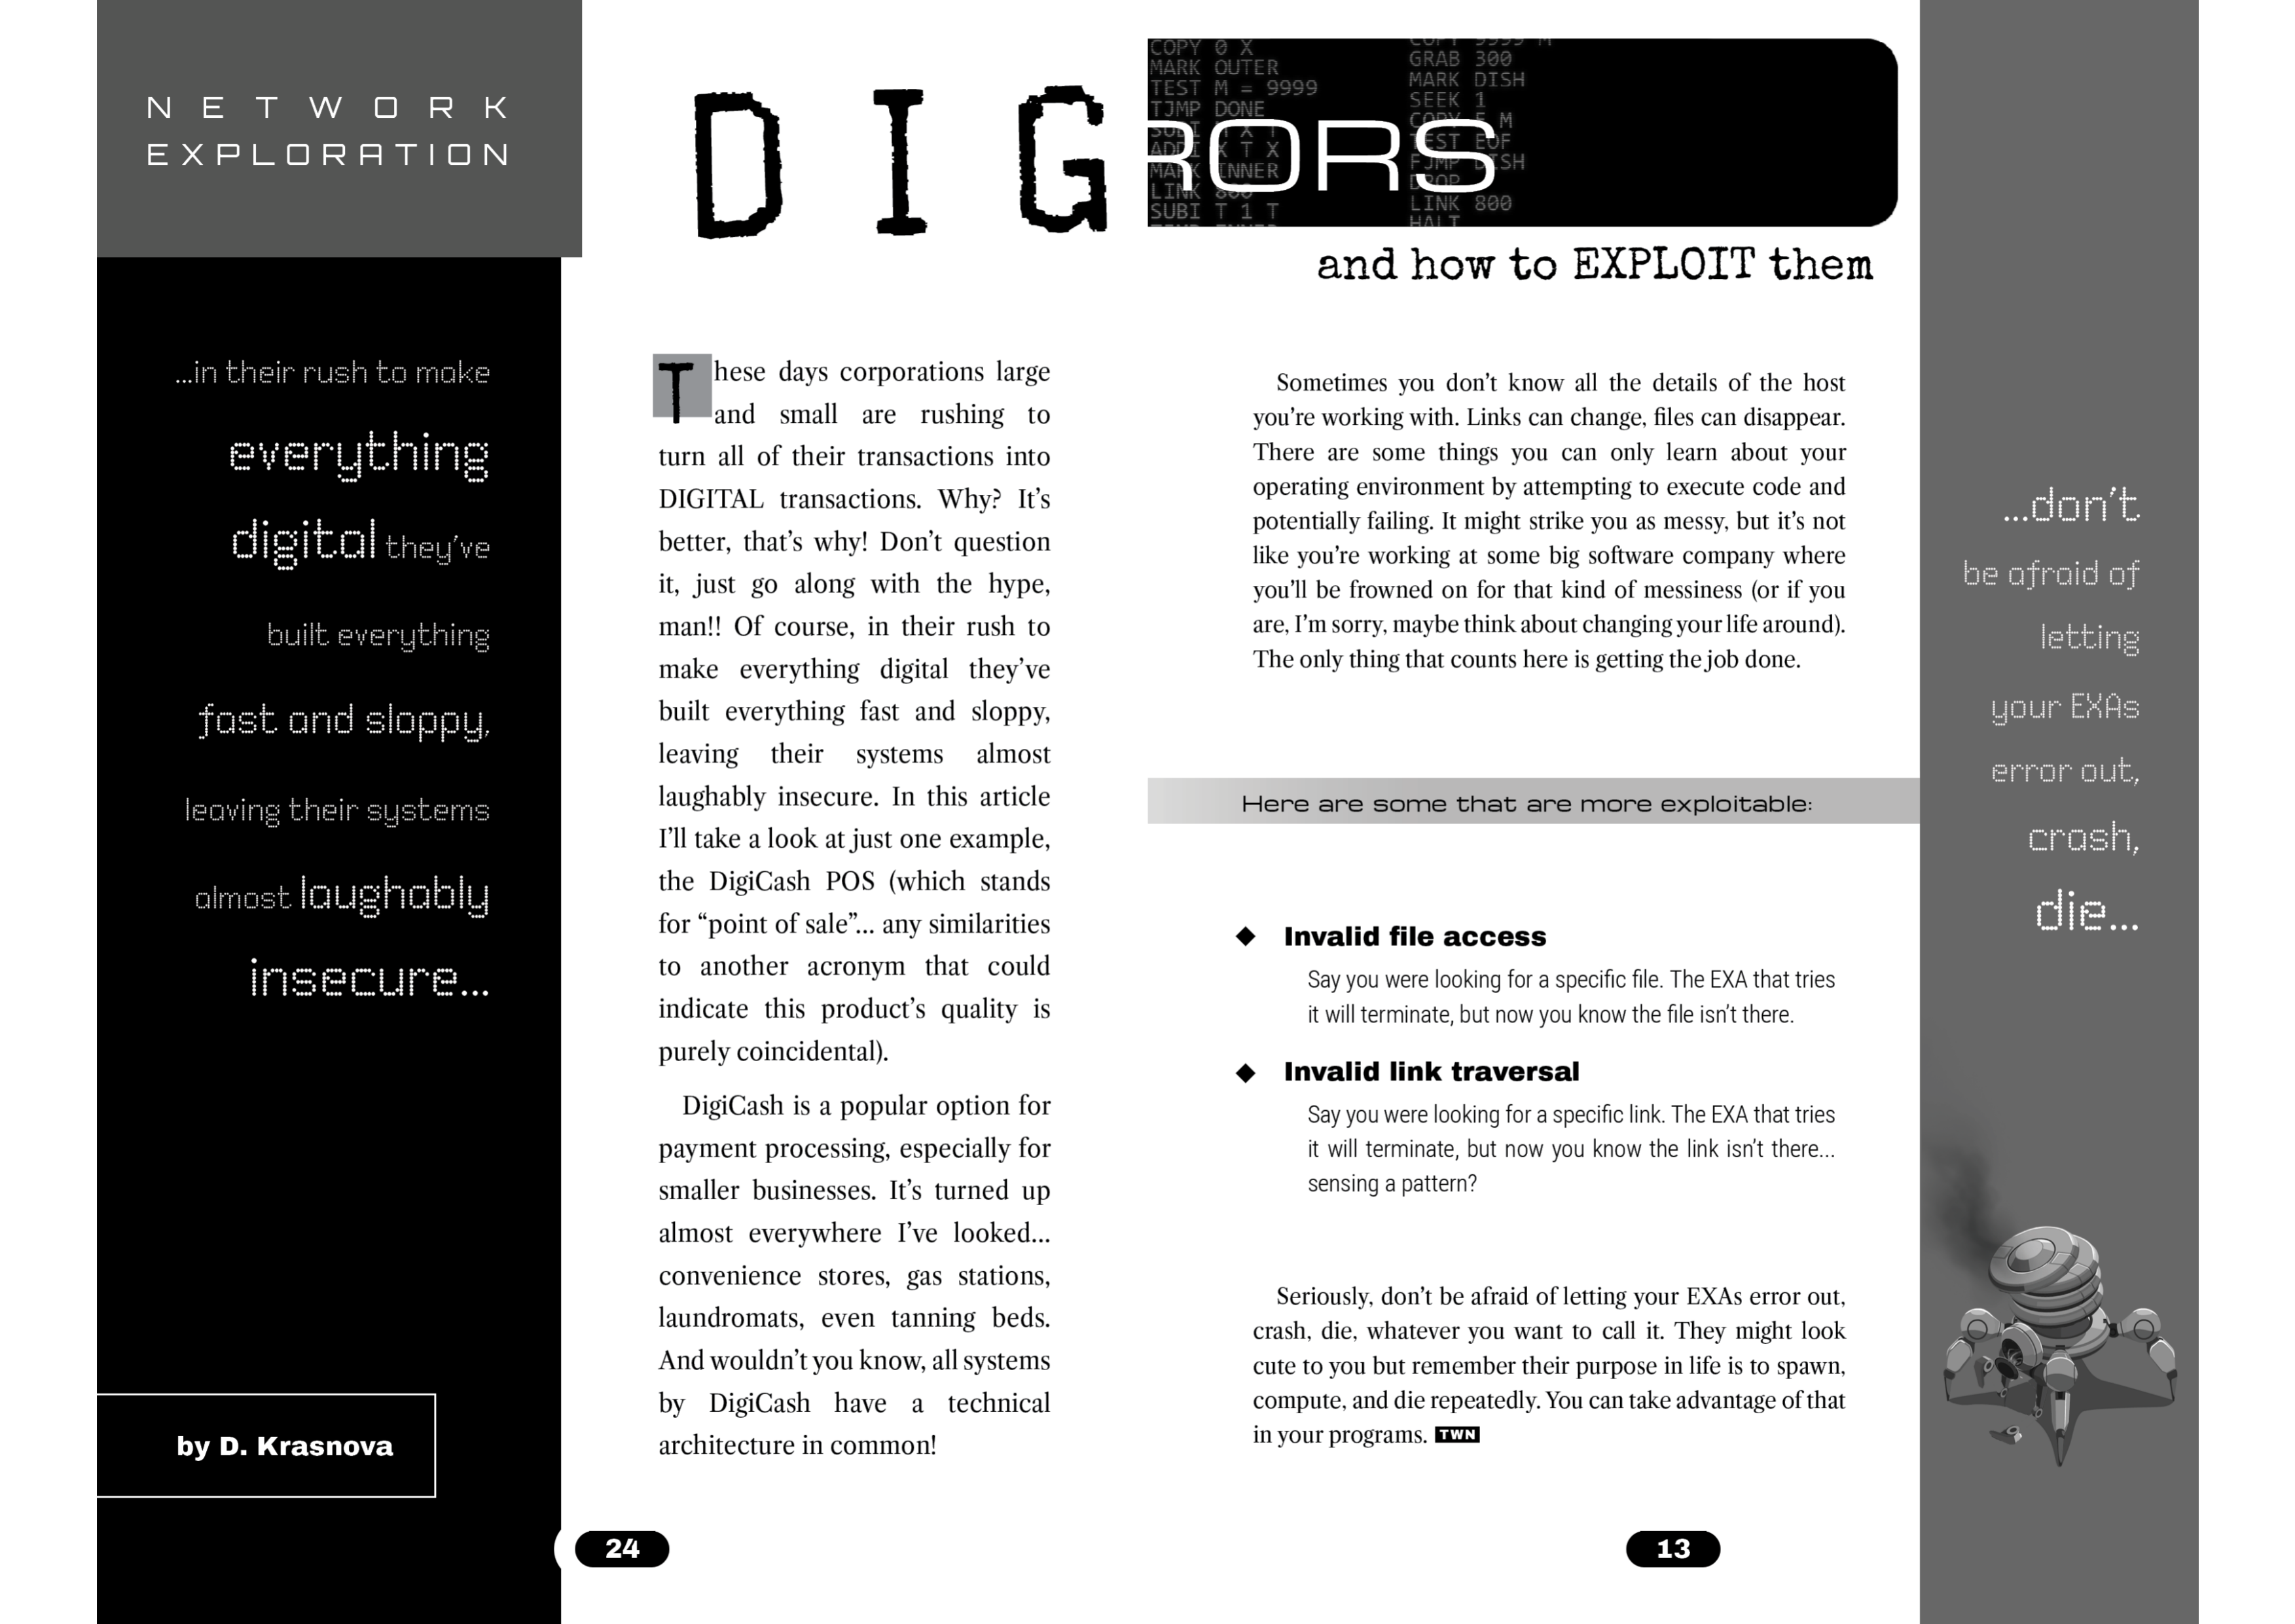 NETWORK
EXPLORATION
...in their rush to make
everything
digital they've
built everything
fast and sloppy,
leaving their systems
almost laughably
insecure...
by D. Krasnova
DIG
These days corporations large
and small are rushing to
turn all of their transactions into
DIGITAL transactions. Why? It's
better, that's why! Don't question
it, just go along with the hype,
man!! Of course, in their rush to
make everything digital they've
built everything fast and sloppy,
leaving their systems almost
laughably insecure. In this article
I'll take a look at just one example,
the DigiCash POS (which stands
for “point of sale”... any similarities
to another acronym that could
indicate this product's quality is
purely coincidental).
DigiCash is a popular option for
payment processing, especially for
smaller businesses. It's turned up
almost everywhere I've looked...
convenience stores, gas stations,
laundromats, even tanning beds.
And wouldn't you know, all systems
by DigiCash have a technical
architecture in common!
24
COPY 0 X
MARK OUTER
TEST M = 9999
TJMP DONE
SUBI X T
ADDI X T X
MARK INNER
LINK 800
SUBI T 1 T
COPY 9999 M
GRAB 300
MARK DISH
SEEK 1
COPY F M
TEST EOF
FJMP DISH
DROP
LINK 800
HALT
RORS
and how to EXPLOIT them
Sometimes you don't know all the details of the host
you're working with. Links can change, files can disappear.
There are some things you can only learn about your
operating environment by attempting to execute code and
potentially failing. It might strike you as messy, but it's not
like you're working at some big software company where
you'll be frowned on for that kind of messiness (or if you
are, I'm sorry, maybe think about changing your life around).
The only thing that counts here is getting the job done.
Here are some that are more exploitable:
◆ Invalid file access
Say you were looking for a specific file. The EXA that tries
it will terminate, but now you know the file isn't there.
◆ Invalid link traversal
Say you were looking for a specific link. The EXA that tries
it will terminate, but now you know the link isn't there...
sensing a pattern?
Seriously, don't be afraid of letting your EXAs error out,
crash, die, whatever you want to call it. They might look
cute to you but remember their purpose in life is to spawn,
compute, and die repeatedly. You can take advantage of that
in your programs. TWN
13
...don't
be afraid of
letting
your EXAs
error out,
crash,
die...